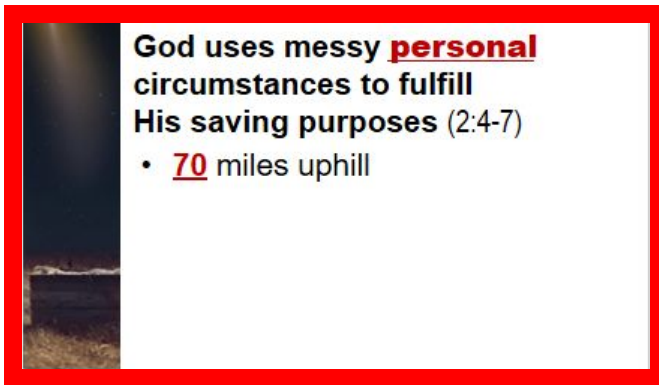 God uses messy personal
circumstances to fulfill
His saving purposes (2:4-7)
• 70 miles uphill